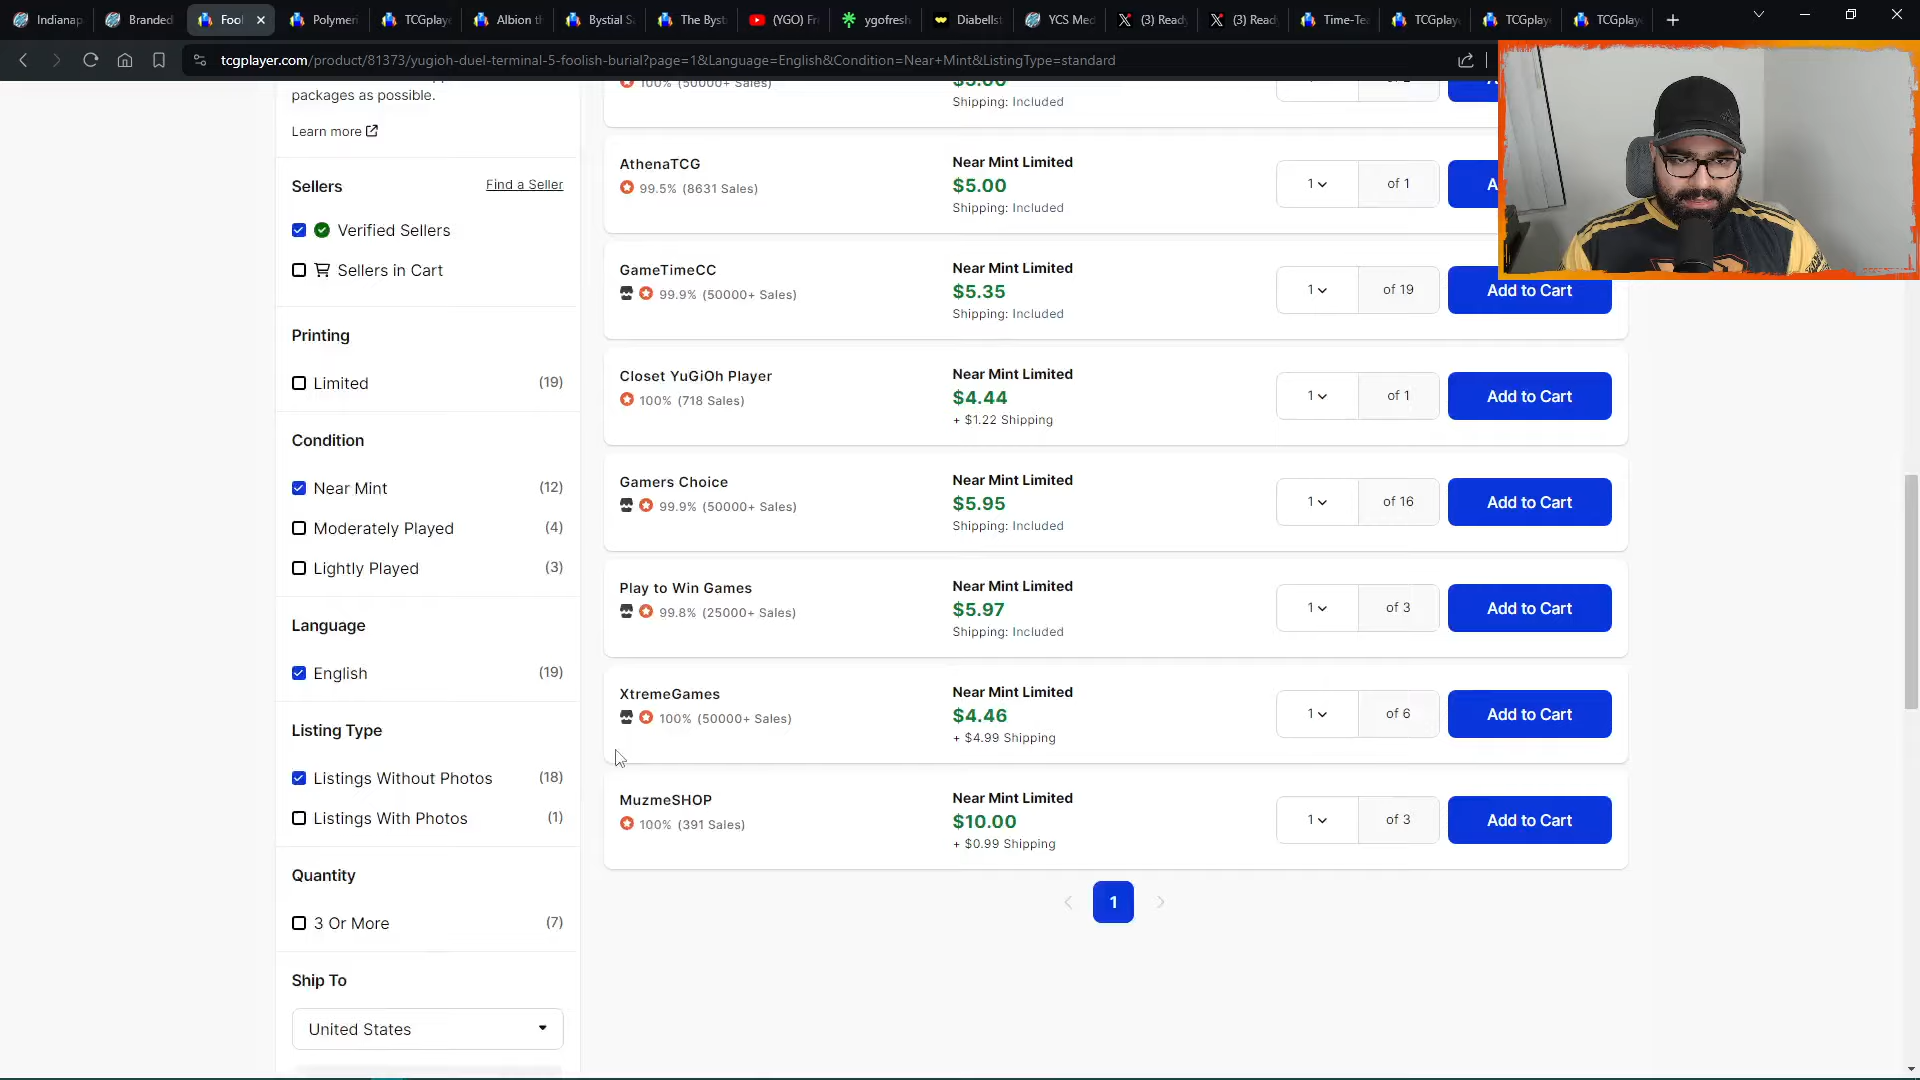 Indianap
Branded
Fool
Polymeri
TCGplaye
Albion th
Bystial Sa
The Byst
(YGO) Fr
ygofresh
Diabells
YCS Med
(3) Ready
(3) Read
Time-Tea
TCGplay
TCGplay
TCGplaye
tcgplayer.com/product/81373/yugioh-duel-terminal-5-foolish-burial?page=1&Language=English&Condition=Near+Mint&ListingType=standard
packages as possible.
Learn more
Sellers
Find a Seller
Verified Sellers
Sellers in Cart
Printing
Limited (19)
Condition
Near Mint (12)
Moderately Played (4)
Lightly Played (3)
Language
English (19)
Listing Type
Listings Without Photos (18)
Listings With Photos (1)
Quantity
3 Or More (7)
Ship To
United States
100% (50000+ Sales)
$5.00
Shipping: Included
AthenaTCG
99.5% (8631 Sales)
Near Mint Limited
$5.00
Shipping: Included
1 of 1
A
GameTimeCC
99.9% (50000+ Sales)
Near Mint Limited
$5.35
Shipping: Included
1 of 19
Add to Cart
Closet YuGiOh Player
100% (718 Sales)
Near Mint Limited
$4.44
+ $1.22 Shipping
1 of 1
Add to Cart
Gamers Choice
99.9% (50000+ Sales)
Near Mint Limited
$5.95
Shipping: Included
1 of 16
Add to Cart
Play to Win Games
99.8% (25000+ Sales)
Near Mint Limited
$5.97
Shipping: Included
1 of 3
Add to Cart
XtremeGames
100% (50000+ Sales)
Near Mint Limited
$4.46
+ $4.99 Shipping
1 of 6
Add to Cart
MuzmeSHOP
100% (391 Sales)
Near Mint Limited
$10.00
+ $0.99 Shipping
1 of 3
Add to Cart
1